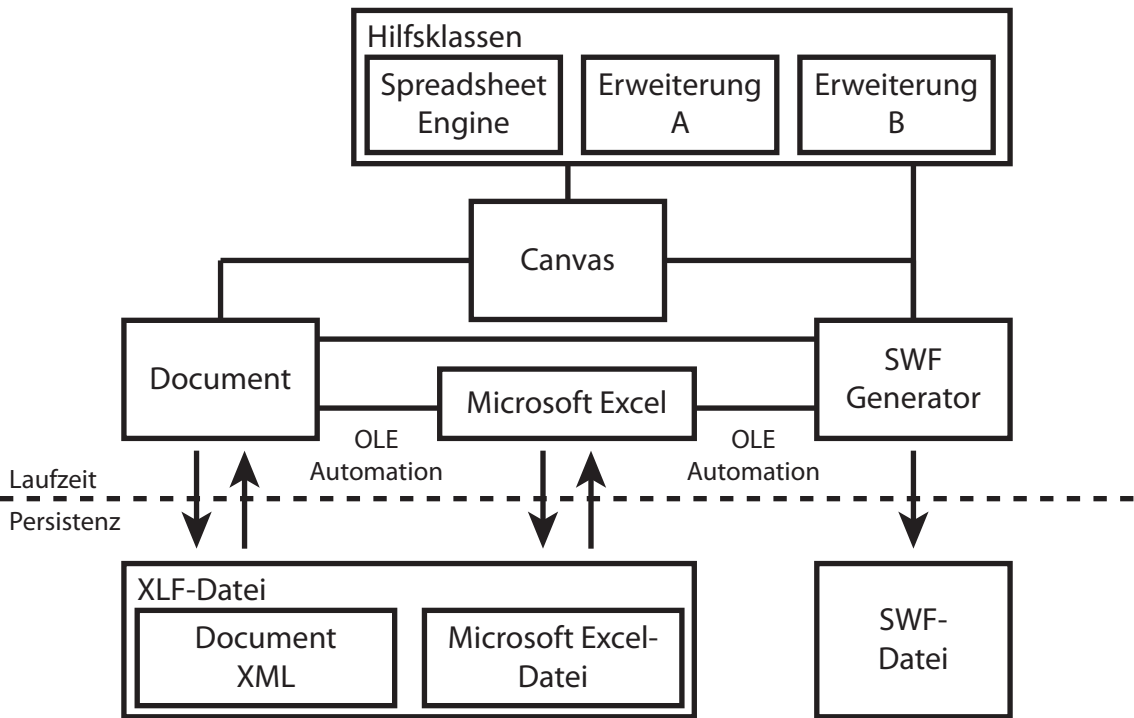 Hilfsklassen
Spreadsheet
Engine
Erweiterung
A
Erweiterung
B
Canvas
Document
Microsoft Excel
SWF
Generator
OLE
Automation
OLE
Automation
Laufzeit
Persistenz
XLF-Datei
Document
XML
Microsoft Excel-
Datei
SWF-
Datei